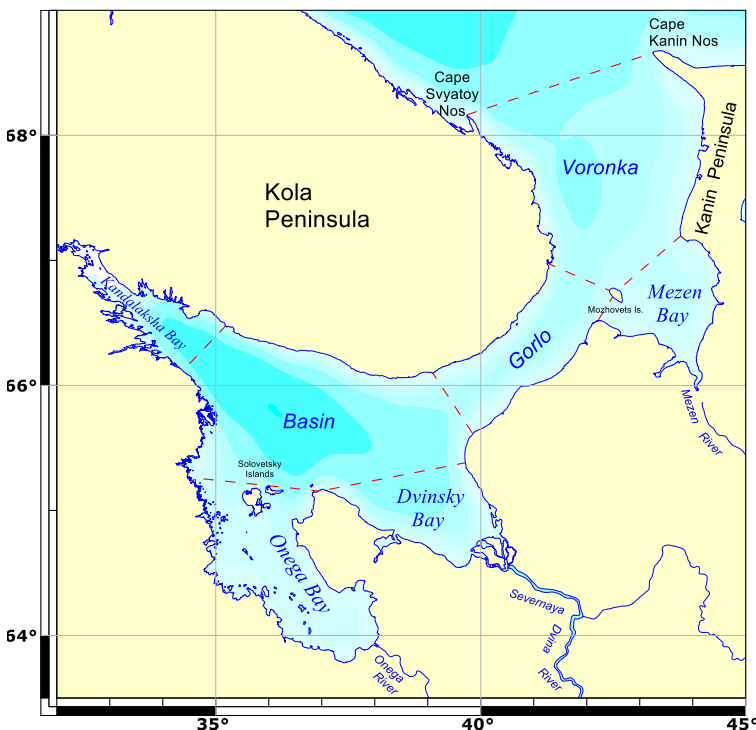 Cape
Kanin Nos
Cape
Svyatoy
Nos
68°
Voronka
Kanin Peninsula
Kola
Peninsula
Kandalaksha Bay
Mezen
Bay
Mozhovets Is.
Gorlo
66°
Mezen
River
Basin
Solovetsky
Islands
Dvinsky
Bay
Onega Bay
Severnaya
Dvina
River
64°
Onega
River
35°
40°
45°